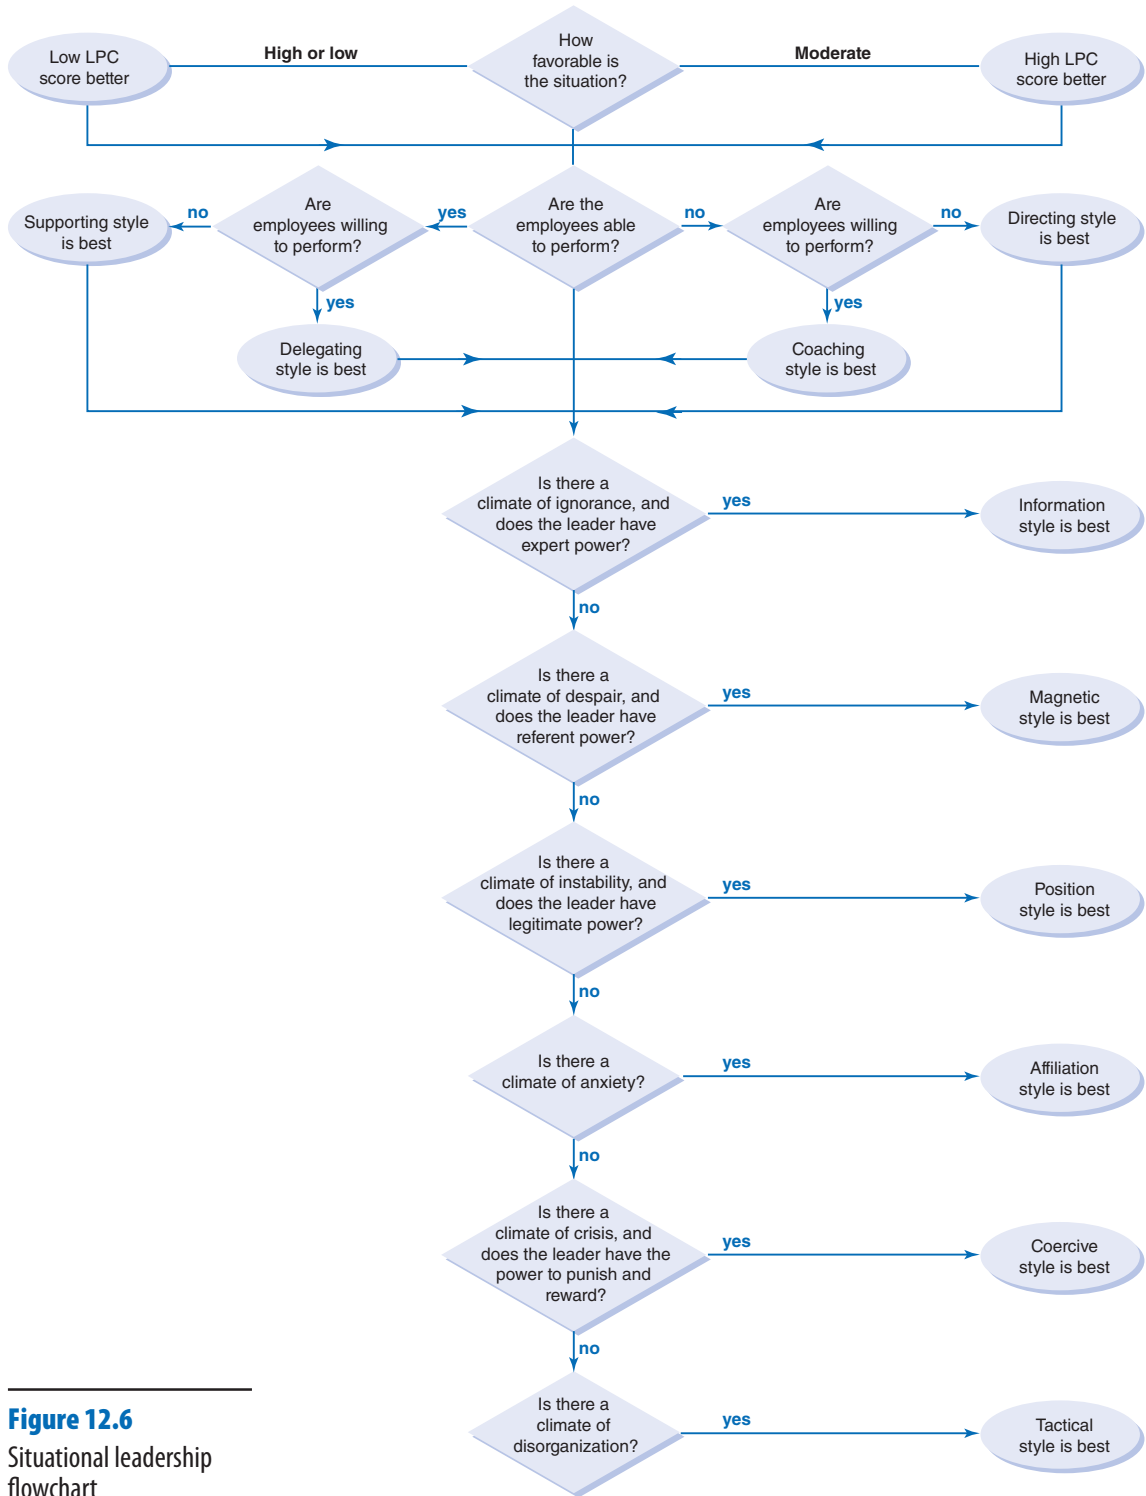 How
favorable is
the situation?
High or low
Moderate
Low LPC
score better
High LPC
score better
Are the
employees able
to perform?
yes
no
Are
employees willing
to perform?
no
yes
Supporting style
is best
Delegating
style is best
Are
employees willing
to perform?
no
yes
Directing style
is best
Coaching
style is best
Is there a
climate of ignorance, and
does the leader have
expert power?
yes
Information
style is best
no
Is there a
climate of despair, and
does the leader have
referent power?
yes
Magnetic
style is best
no
Is there a
climate of instability, and
does the leader have
legitimate power?
yes
Position
style is best
no
Is there a
climate of anxiety?
yes
Affiliation
style is best
no
Is there a
climate of crisis, and
does the leader have the
power to punish and
reward?
yes
Coercive
style is best
no
Is there a
climate of
disorganization?
yes
Tactical
style is best
Figure 12.6
Situational leadership
flowchart